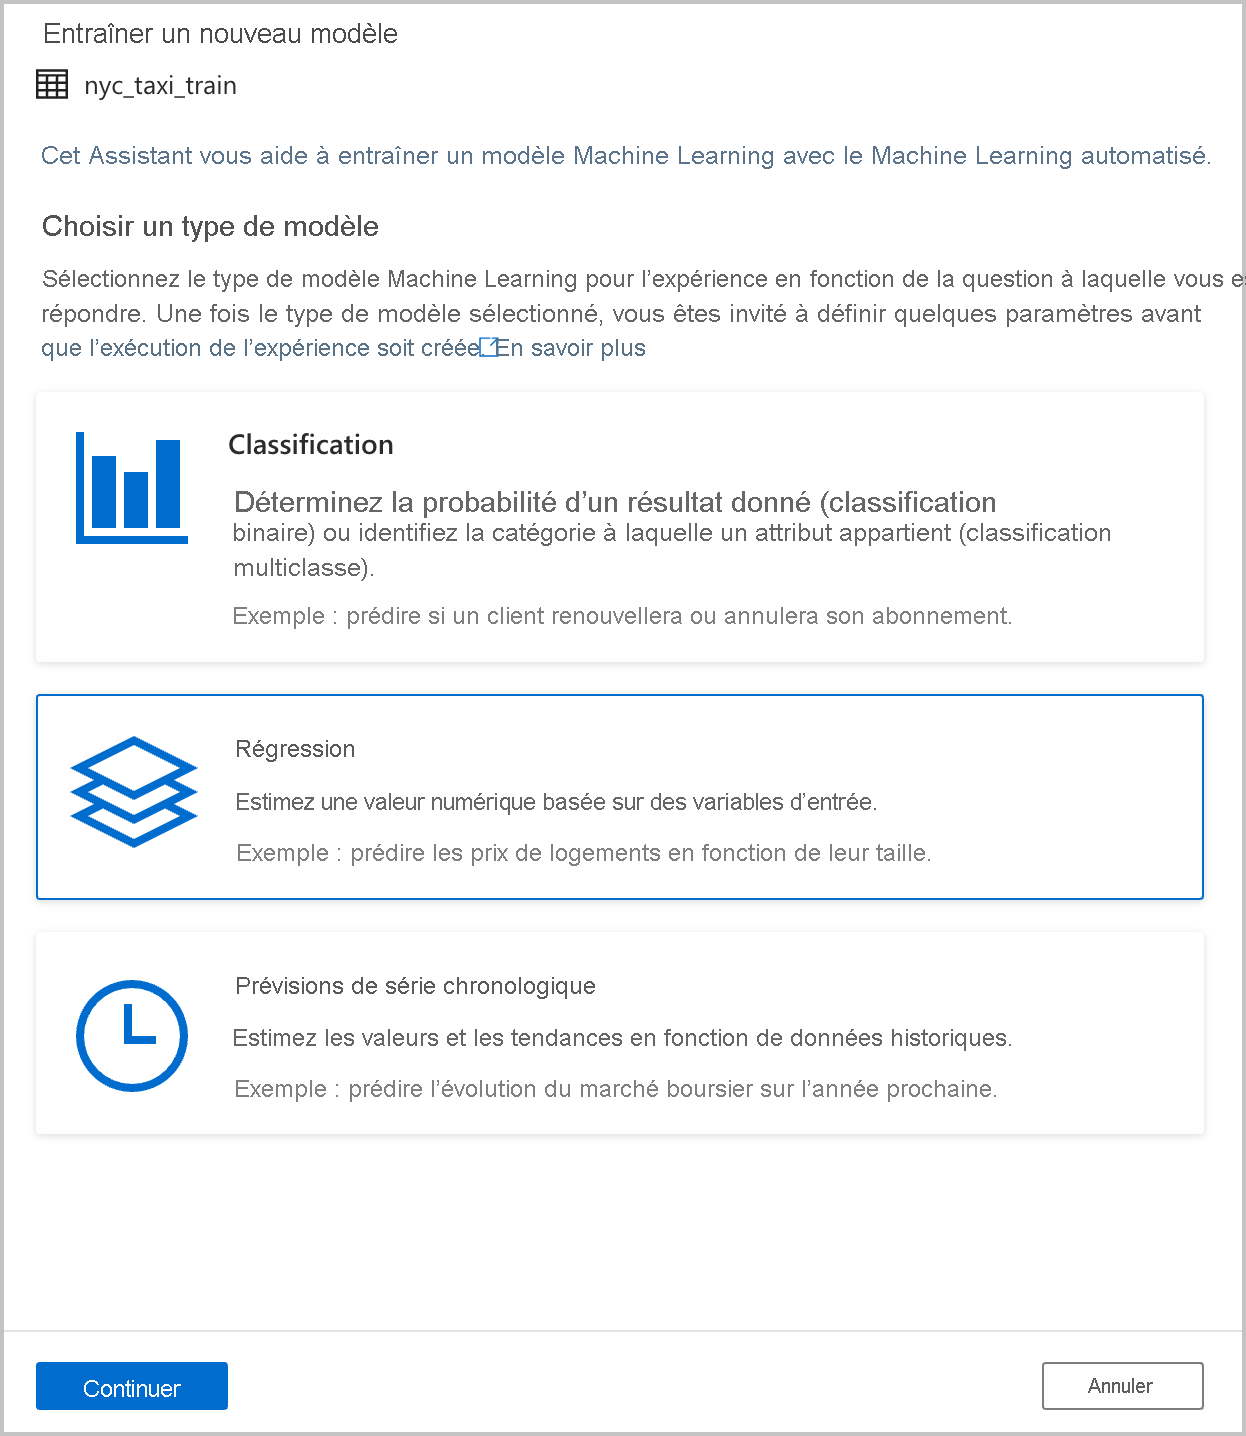 Entraîner un nouveau modèle
nyc_taxi_train
Cet Assistant vous aide à entraîner un modèle Machine Learning avec le Machine Learning automatisé.
Choisir un type de modèle
Sélectionnez le type de modèle Machine Learning pour l’expérience en fonction de la question à laquelle vous
répondre. Une fois le type de modèle sélectionné, vous êtes invité à définir quelques paramètres avant
que l’exécution de l’expérience soit créée. En savoir plus
Classification
Déterminez la probabilité d’un résultat donné (classification
binaire) ou identifiez la catégorie à laquelle un attribut appartient (classification
multiclasse).
Exemple : prédire si un client renouvellera ou annulera son abonnement.
Régression
Estimez une valeur numérique basée sur des variables d’entrée.
Exemple : prédire les prix de logements en fonction de leur taille.
Prévisions de série chronologique
Estimez les valeurs et les tendances en fonction de données historiques.
Exemple : prédire l’évolution du marché boursier sur l’année prochaine.
Continuer
Annuler